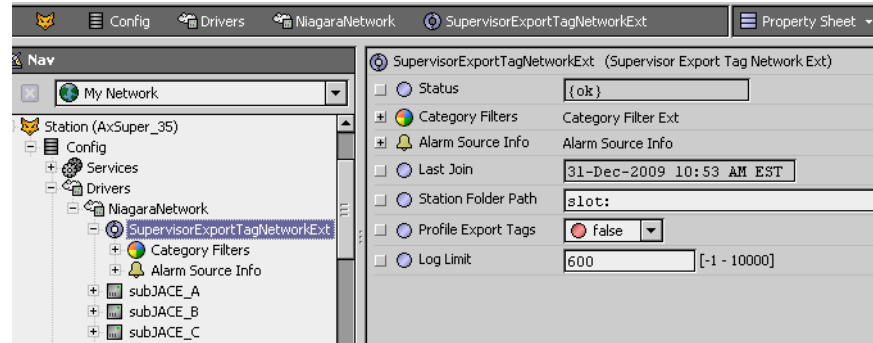 Config Drivers NiagaraNetwork SupervisorExportTagNetworkExt Property Sheet
Nav
My Network
Station (AxSuper_35)
Config
Services
Drivers
NiagaraNetwork
SupervisorExportTagNetworkExt
Category Filters
Alarm Source Info
subJACE_A
subJACE_B
subJACE_C
SupervisorExportTagNetworkExt (Supervisor Export Tag Network Ext)
Status {ok}
Category Filters Category Filter Ext
Alarm Source Info Alarm Source Info
Last Join 31-Dec-2009 10:53 AM EST
Station Folder Path slot:
Profile Export Tags false
Log Limit 600 [-1 - 10000]